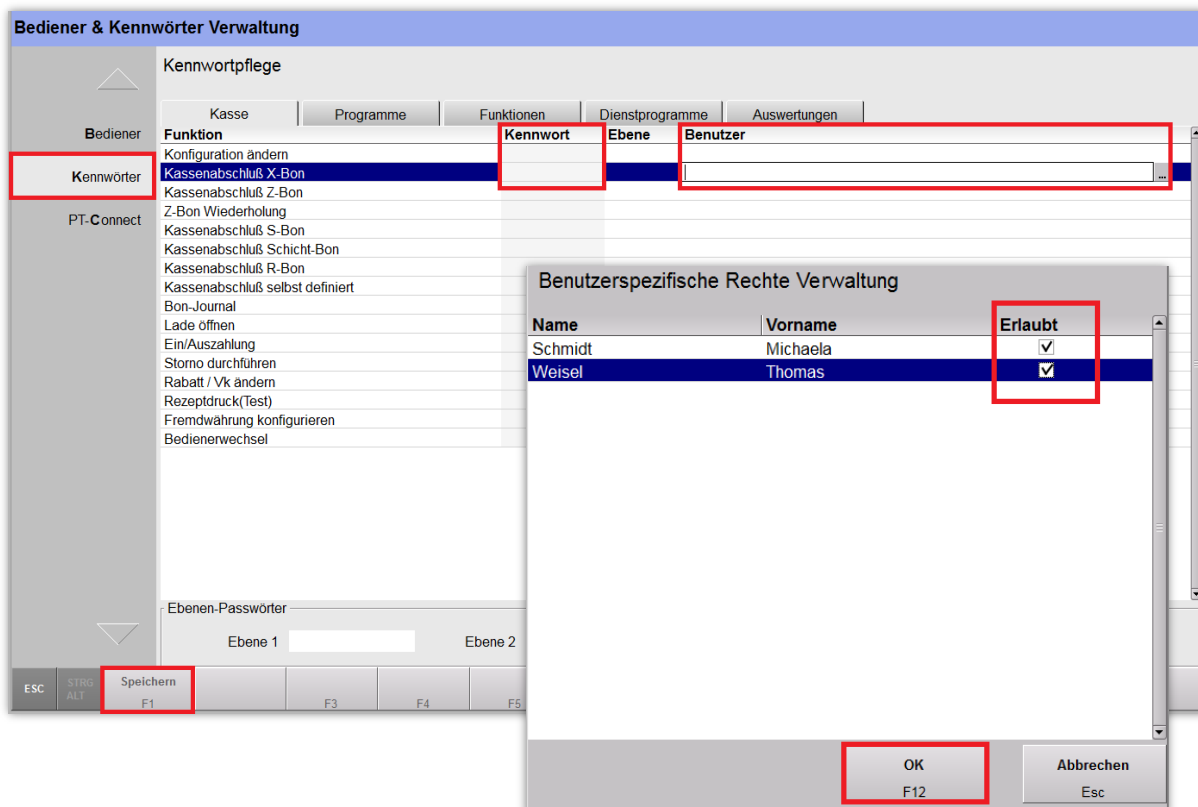 Bediener & Kennwörter Verwaltung
Kennwortpflege
Kasse Programme Funktionen Dienstprogramme Auswertungen
Bediener
Kennwörter
PT-Connect
Funktion Kennwort Ebene Benutzer
Konfiguration ändern
Kassenabschluß X-Bon ...
Kassenabschluß Z-Bon
Z-Bon Wiederholung
Kassenabschluß S-Bon
Kassenabschluß Schicht-Bon
Kassenabschluß R-Bon
Kassenabschluß selbst definiert
Bon-Journal
Lade öffnen
Ein/Auszahlung
Storno durchführen
Rabatt / Vk ändern
Rezeptdruck(Test)
Fremdwährung konfigurieren
Bedienerwechsel
Ebenen-Passwörter
Ebene 1 Ebene 2
ESC
STRG
ALT
Speichern
F1 F3 F4 F5
Benutzerspezifische Rechte Verwaltung
Name Vorname Erlaubt
Schmidt Michaela
Weisel Thomas
OK
F12
Abbrechen
Esc